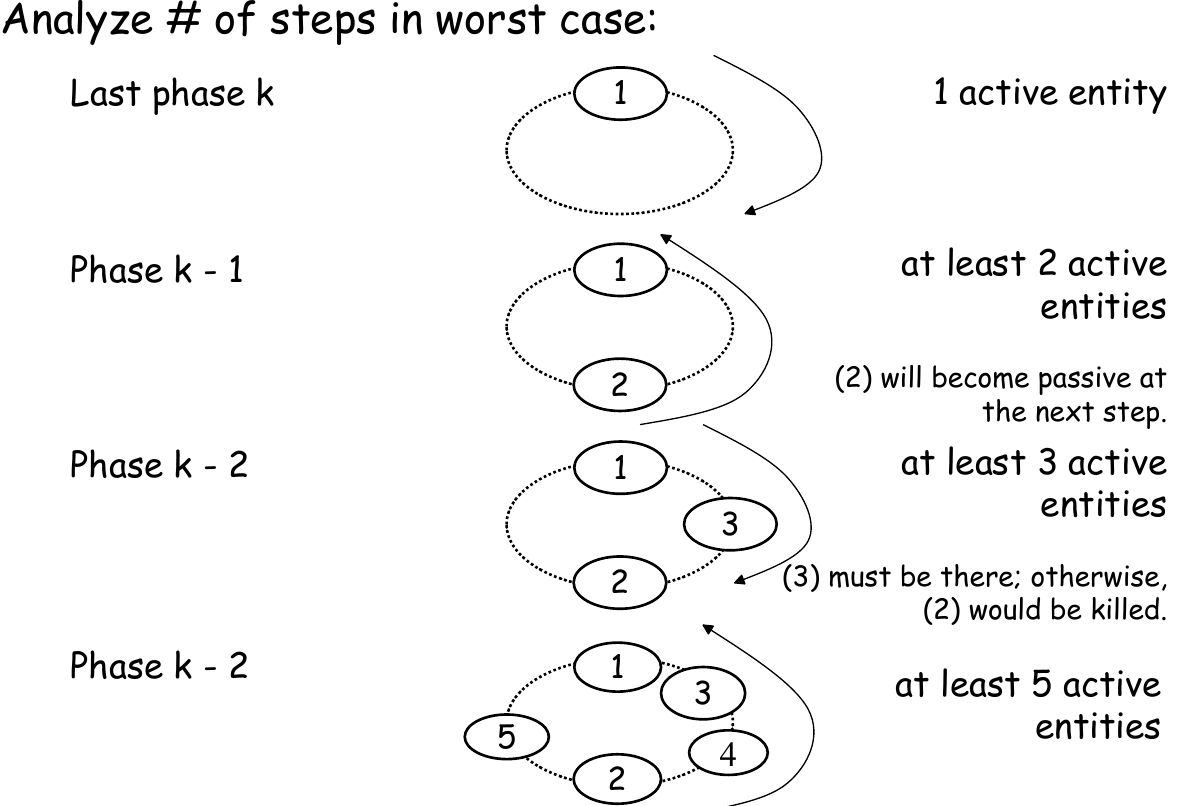 Analyze # of steps in worst case:
Last phase k
1
1 active entity
Phase k - 1
1
2
at least 2 active
entities
(2) will become passive at
the next step.
Phase k - 2
1
3
2
at least 3 active
entities
(3) must be there; otherwise,
(2) would be killed.
Phase k - 2
1
3
5
4
2
at least 5 active
entities